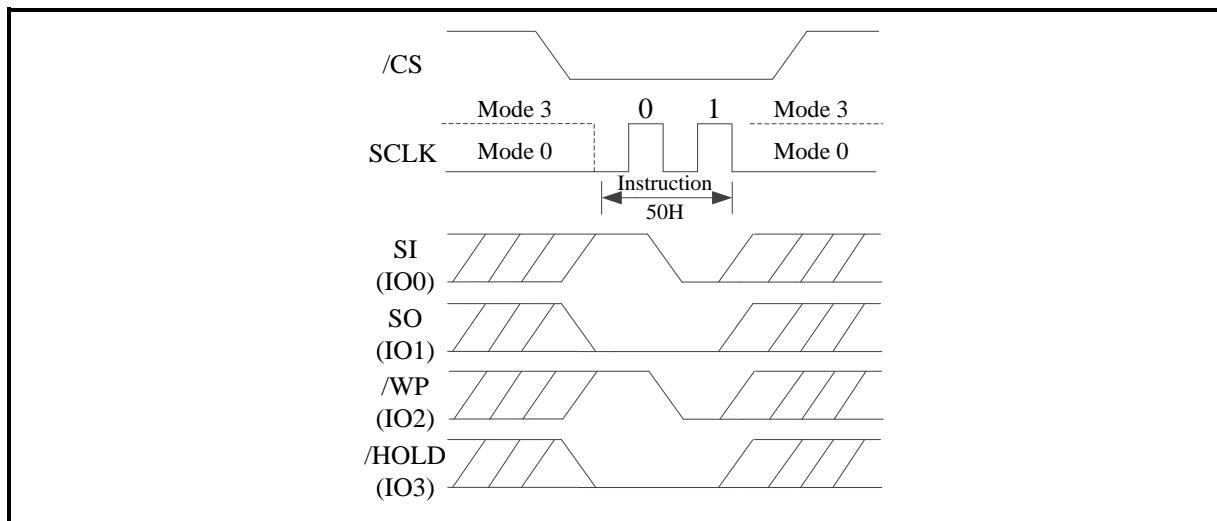 /CS
Mode 3
0
1
Mode 3
SCLK
Mode 0
Mode 0
Instruction
50H
SI
(IO0)
SO
(IO1)
/WP
(IO2)
/HOLD
(IO3)